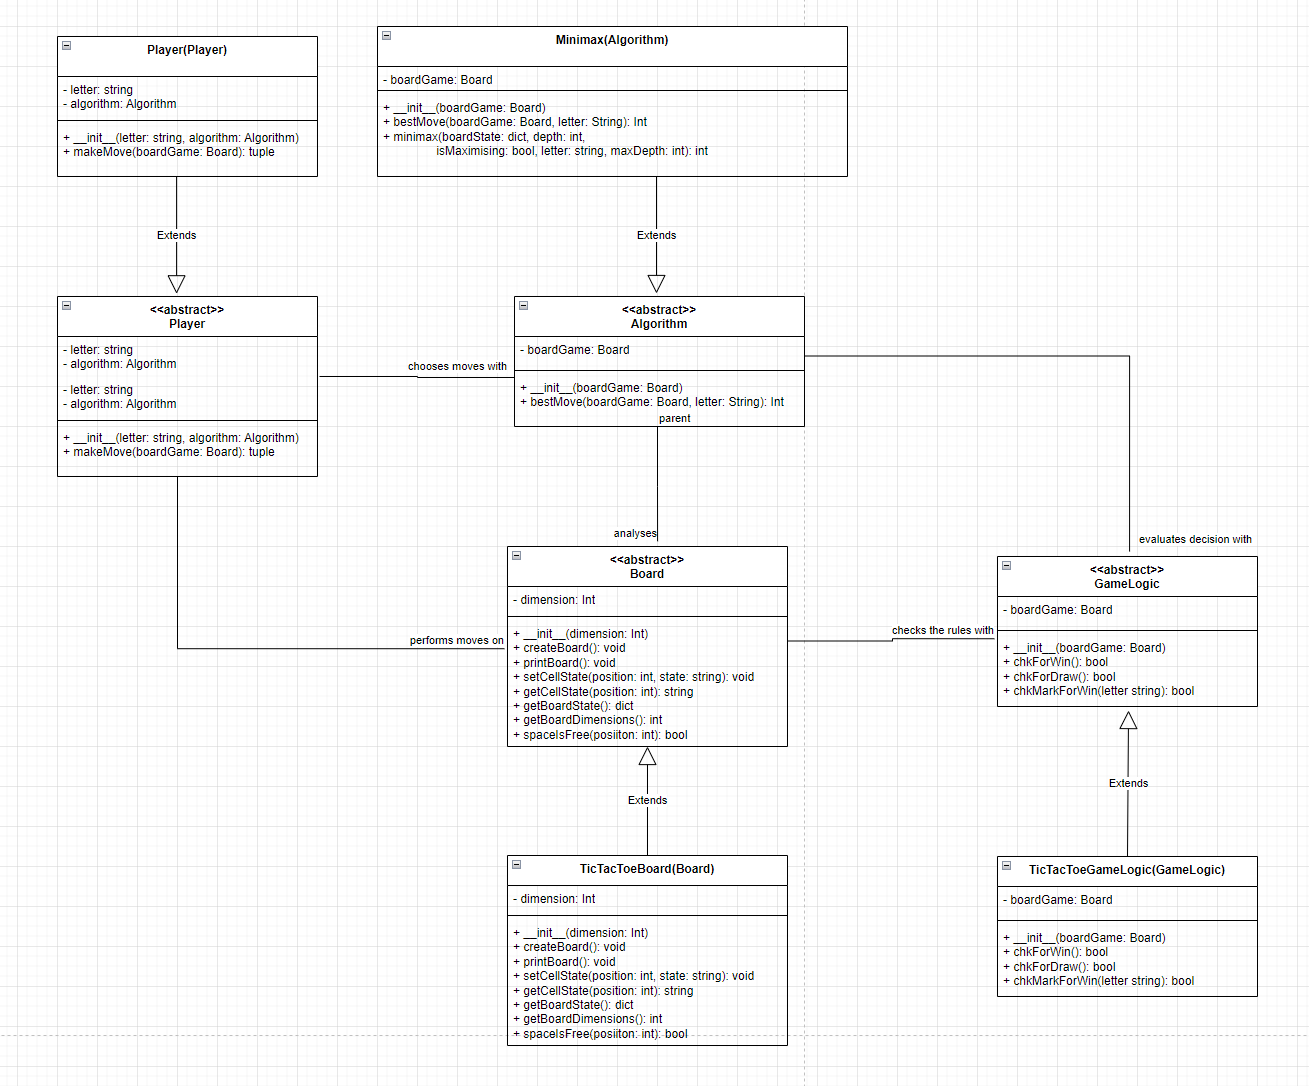 Player(Player)
- letter: string
- algorithm: Algorithm
+ __init__(letter: string, algorithm: Algorithm)
+ makeMove(boardGame: Board): tuple
Minimax(Algorithm)
- boardGame: Board
+ __init__(boardGame: Board)
+ bestMove(boardGame: Board, letter: String): Int
+ minimax(boardState: dict, depth: int,
isMaximising: bool, letter: string, maxDepth: int): int
Extends
Extends
<<abstract>>
Player
- letter: string
- algorithm: Algorithm
- letter: string
- algorithm: Algorithm
+ __init__(letter: string, algorithm: Algorithm)
+ makeMove(boardGame: Board): tuple
chooses moves with
<<abstract>>
Algorithm
- boardGame: Board
+ __init__(boardGame: Board)
+ bestMove(boardGame: Board, letter: String): Int
parent
analyses
evaluates decision with
<<abstract>>
Board
- dimension: Int
+ __init__(dimension: Int)
+ createBoard(): void
+ printBoard(): void
+ setCellState(position: int, state: string): void
+ getCellState(position: int): string
+ getBoardState(): dict
+ getBoardDimensions(): int
+ spaceIsFree(posiiton: int): bool
performs moves on
checks the rules with
<<abstract>>
GameLogic
- boardGame: Board
+ __init__(boardGame: Board)
+ chkForWin(): bool
+ chkForDraw(): bool
+ chkMarkForWin(letter string): bool
Extends
Extends
TicTacToeBoard(Board)
- dimension: Int
+ __init__(dimension: Int)
+ createBoard(): void
+ printBoard(): void
+ setCellState(position: int, state: string): void
+ getCellState(position: int): string
+ getBoardState(): dict
+ getBoardDimensions(): int
+ spaceIsFree(posiiton: int): bool
TicTacToeGameLogic(GameLogic)
- boardGame: Board
+ __init__(boardGame: Board)
+ chkForWin(): bool
+ chkForDraw(): bool
+ chkMarkForWin(letter string): bool